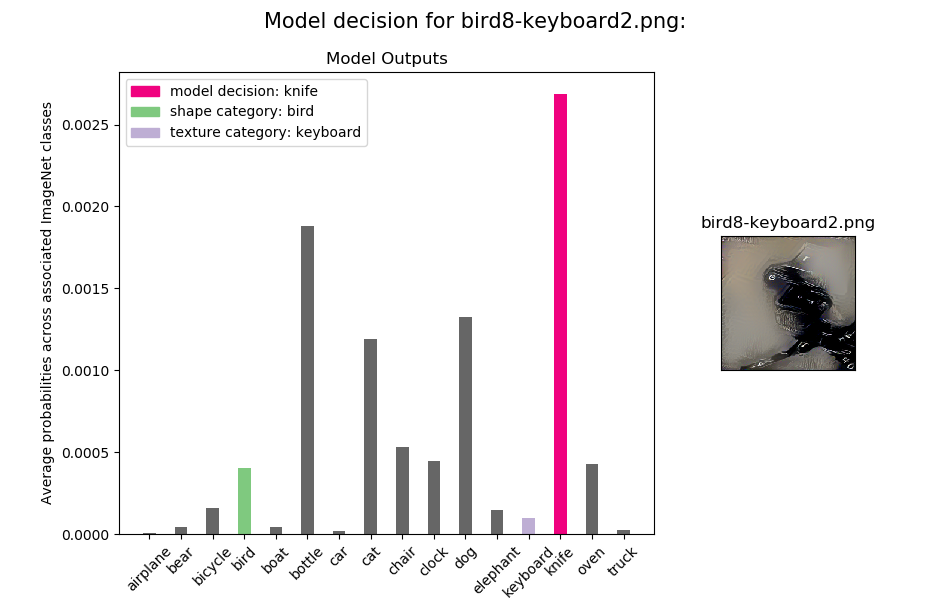 Model decision for bird8-keyboard2.png:
Model Outputs
model decision: knife
shape category: bird
texture category: keyboard
Average probabilities across associated ImageNet classes
0.0025
0.0020
0.0015
0.0010
0.0005
0.0000
airplane
bear
bicycle
bird
boat
bottle
car
cat
chair
clock
dog
elephant
keyboard
knife
oven
truck
bird8-keyboard2.png